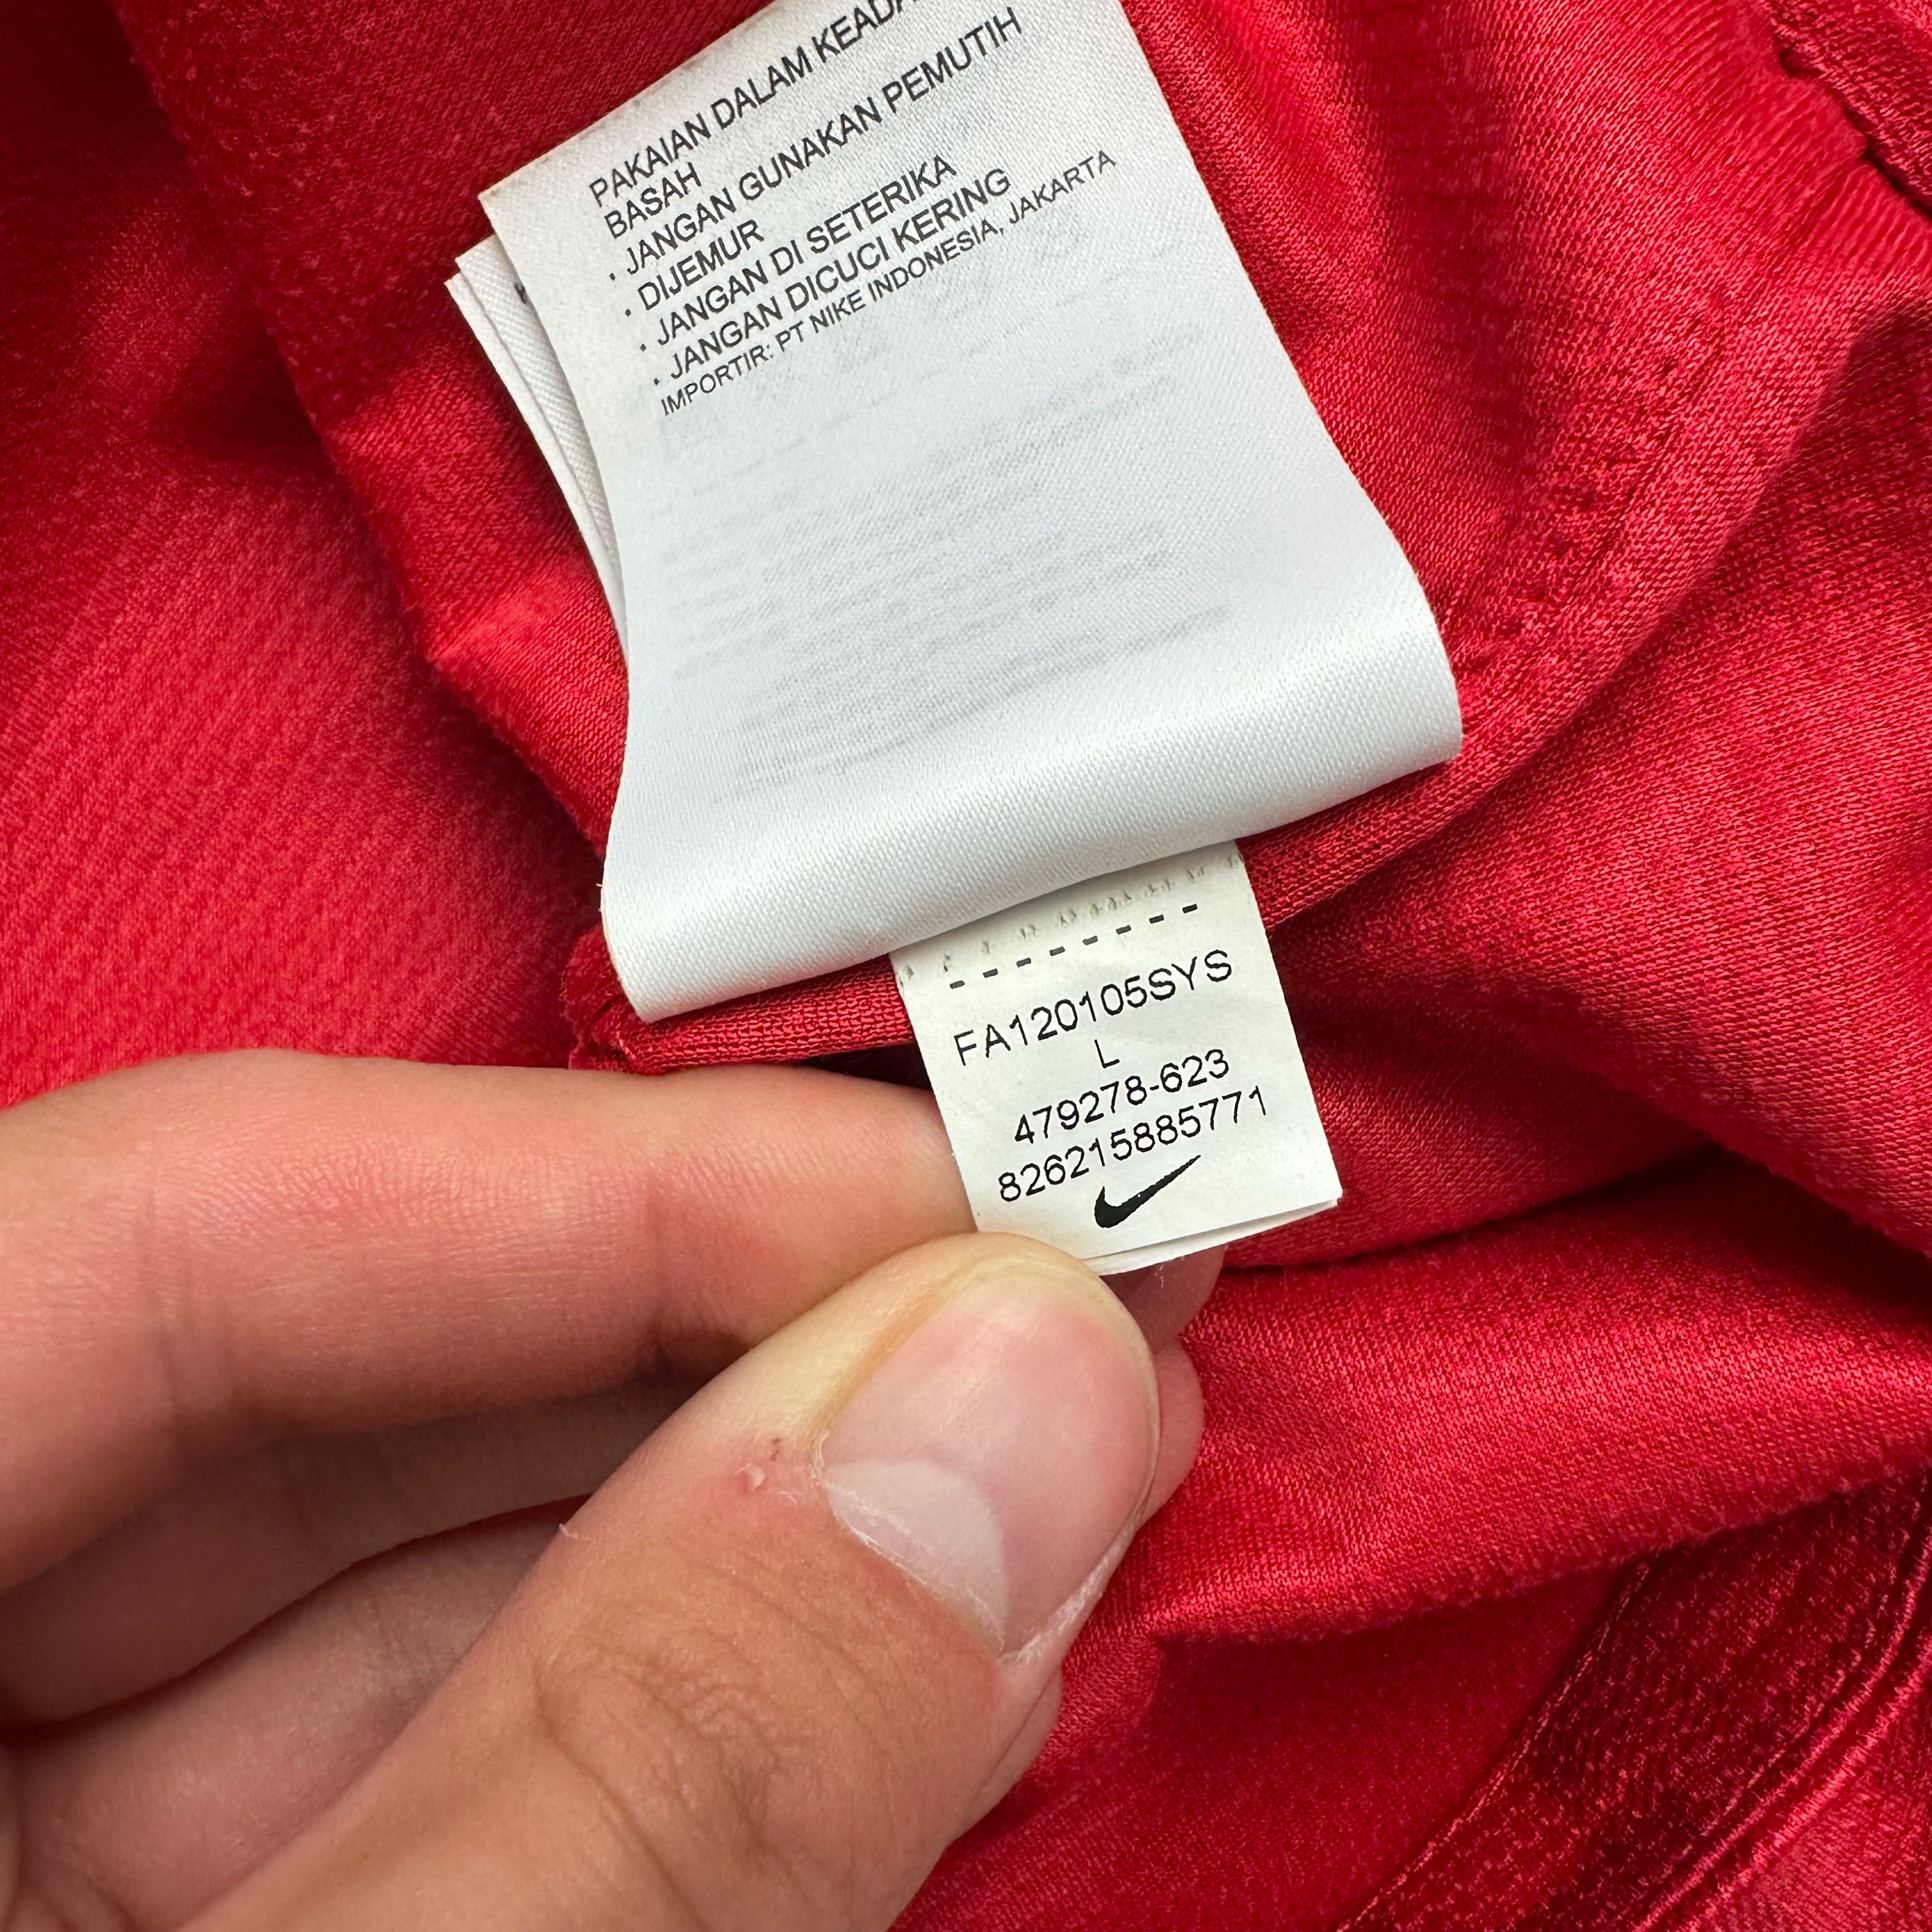 PAKAIAN DALAM
BASAH
. JANGAN GUNAKAN PEMUTIH
. DIJEMUR
. JANGAN DI SETERIKA
. JANGAN DICUCI KERING
IMPORTIR: PT NIKE INDONESIA, JAKARTA
FA120105SYS
L
479278-623
826215885771